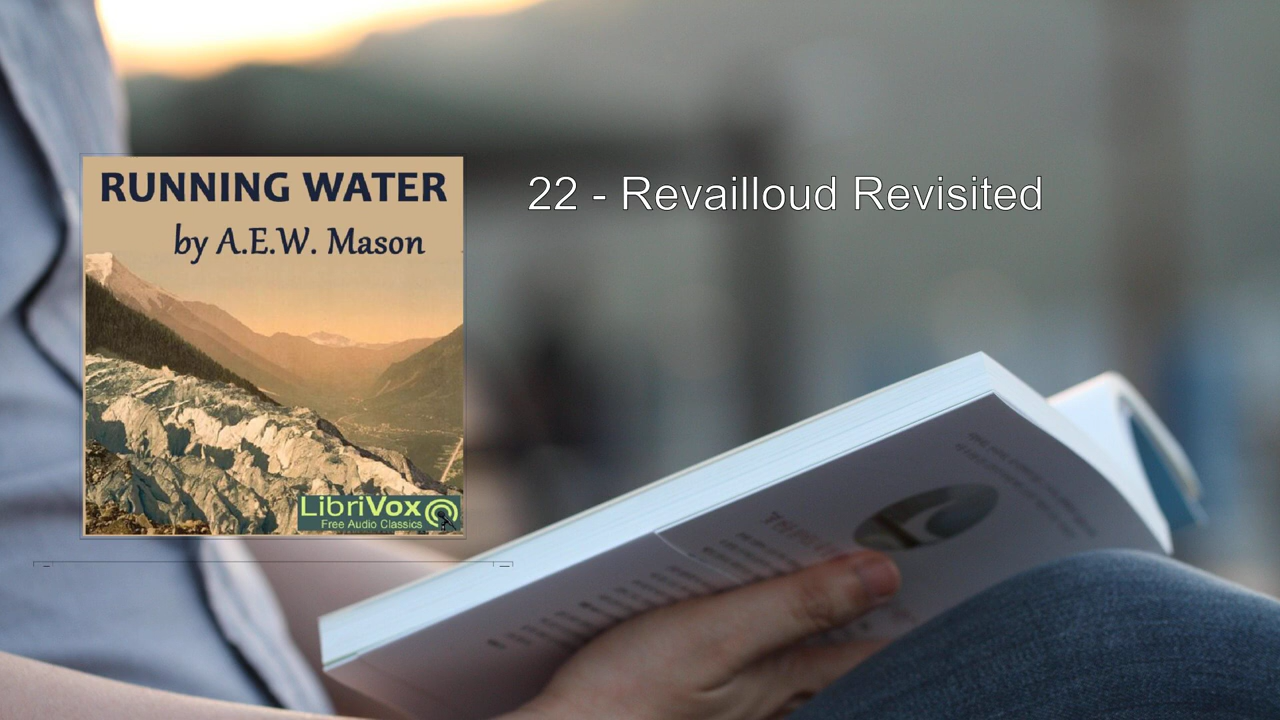 RUNNING WATER
by A.E.W. Mason
LibriVox
Free Audio Classics
22 - Revailloud Revisited